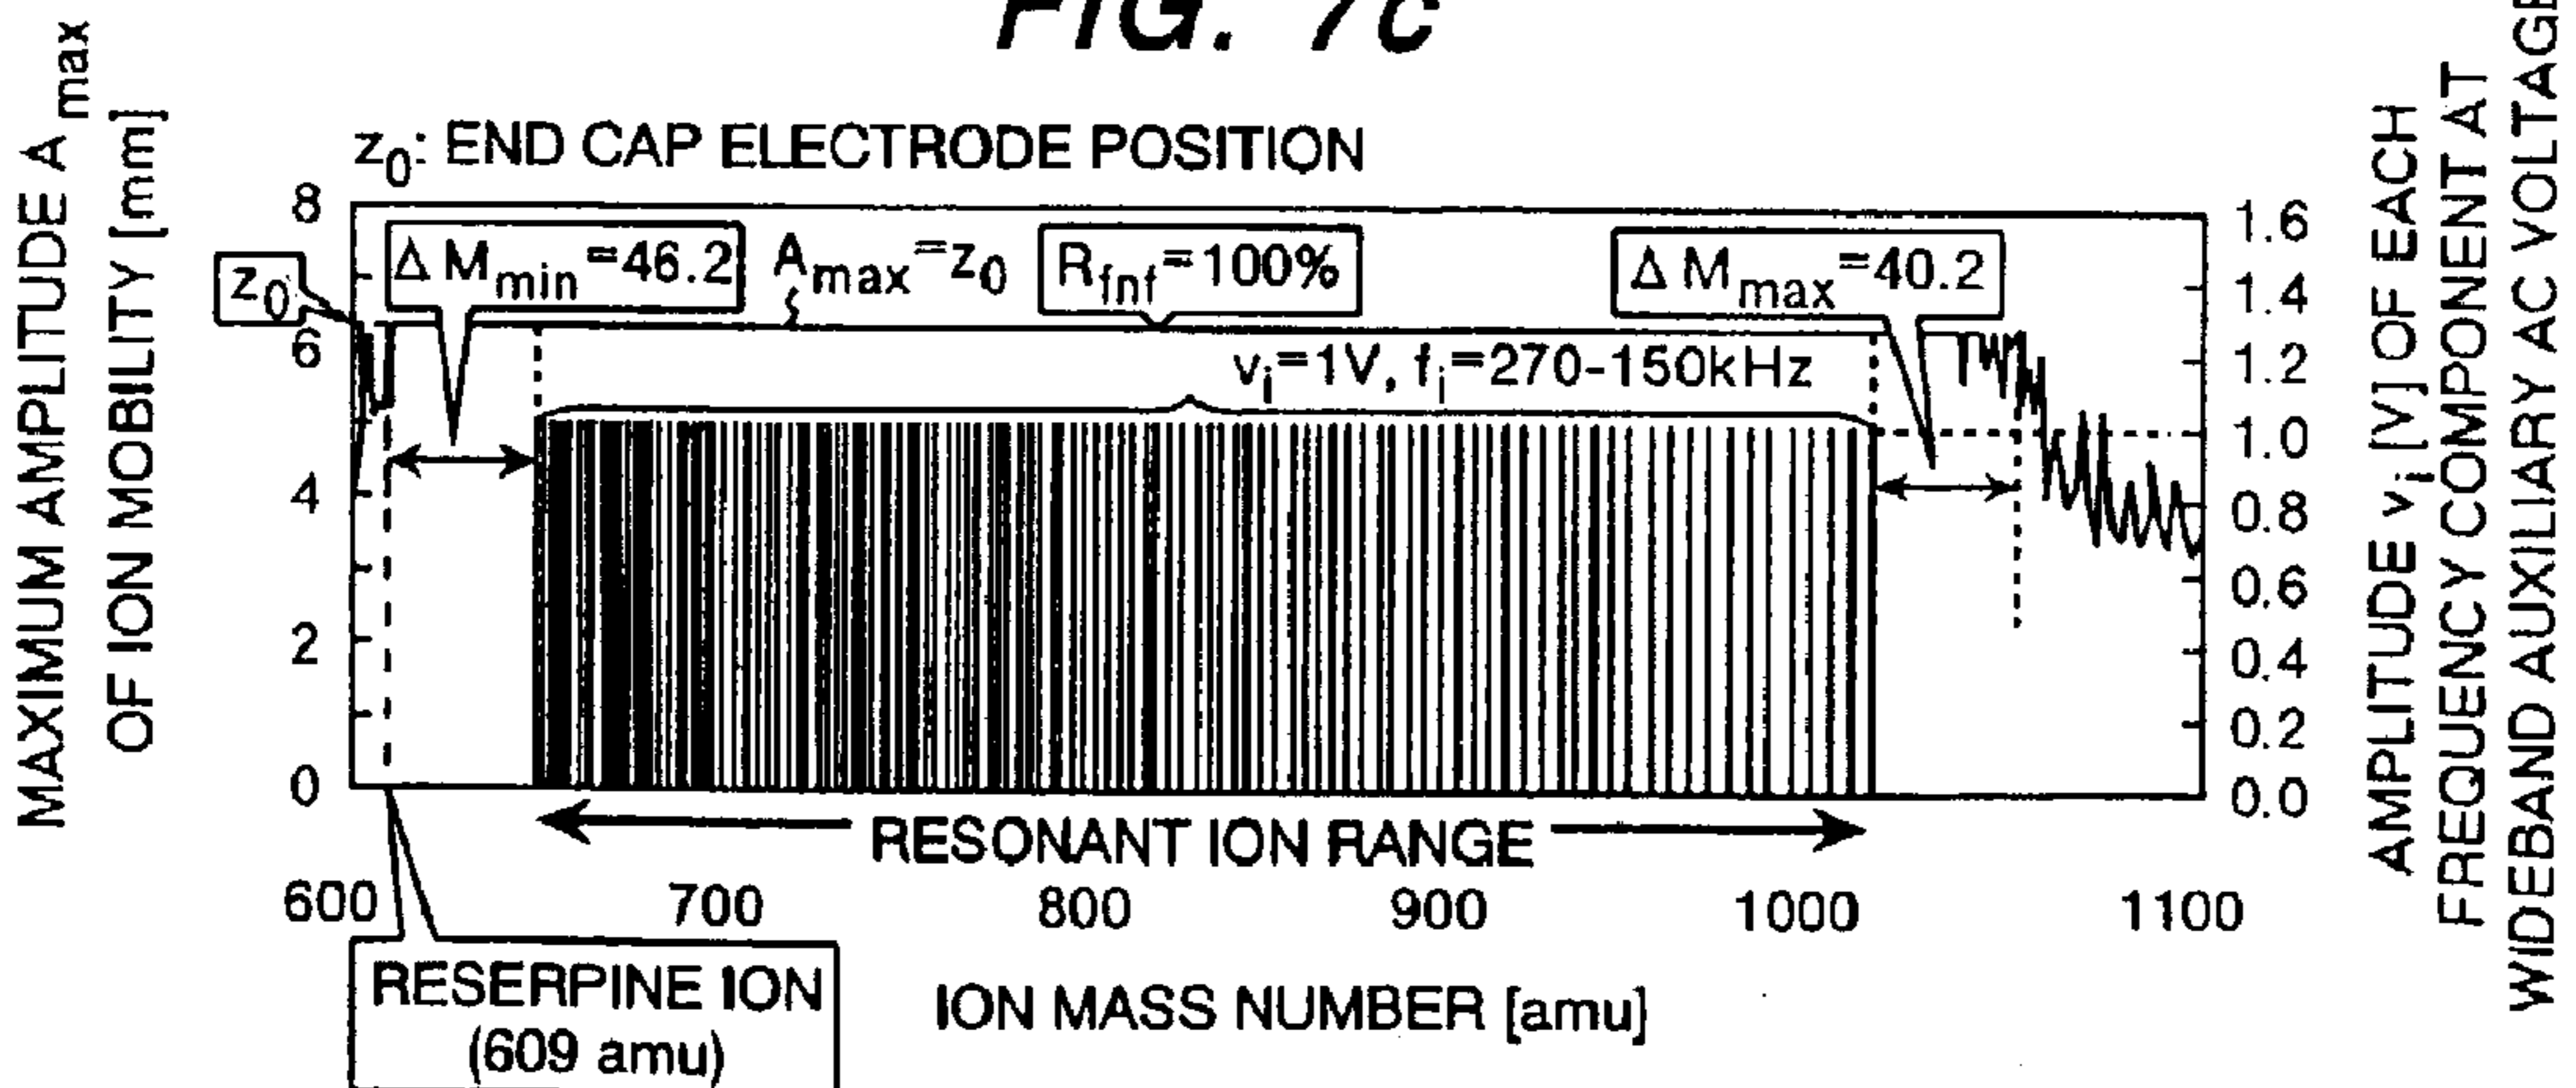 FIG. 7c
MAXIMUM AMPLITUDE A max
OF ION MOBILITY [mm]
z0: END CAP ELECTRODE POSITION
8
6
4
2
0
z0
Δ Mmin=46.2
Amax=z0
Rfnf=100%
Δ Mmax=40.2
vi=1V, fi=270-150kHz
1.6
1.4
1.2
1.0
0.8
0.6
0.4
0.2
0.0
AMPLITUDE vi [V] OF EACH
FREQUENCY COMPONENT AT
WIDEBAND AUXILIARY AC VOLTAGE
RESONANT ION RANGE
600 700 800 900 1000 1100
RESERPINE ION
(609 amu)
ION MASS NUMBER [amu]